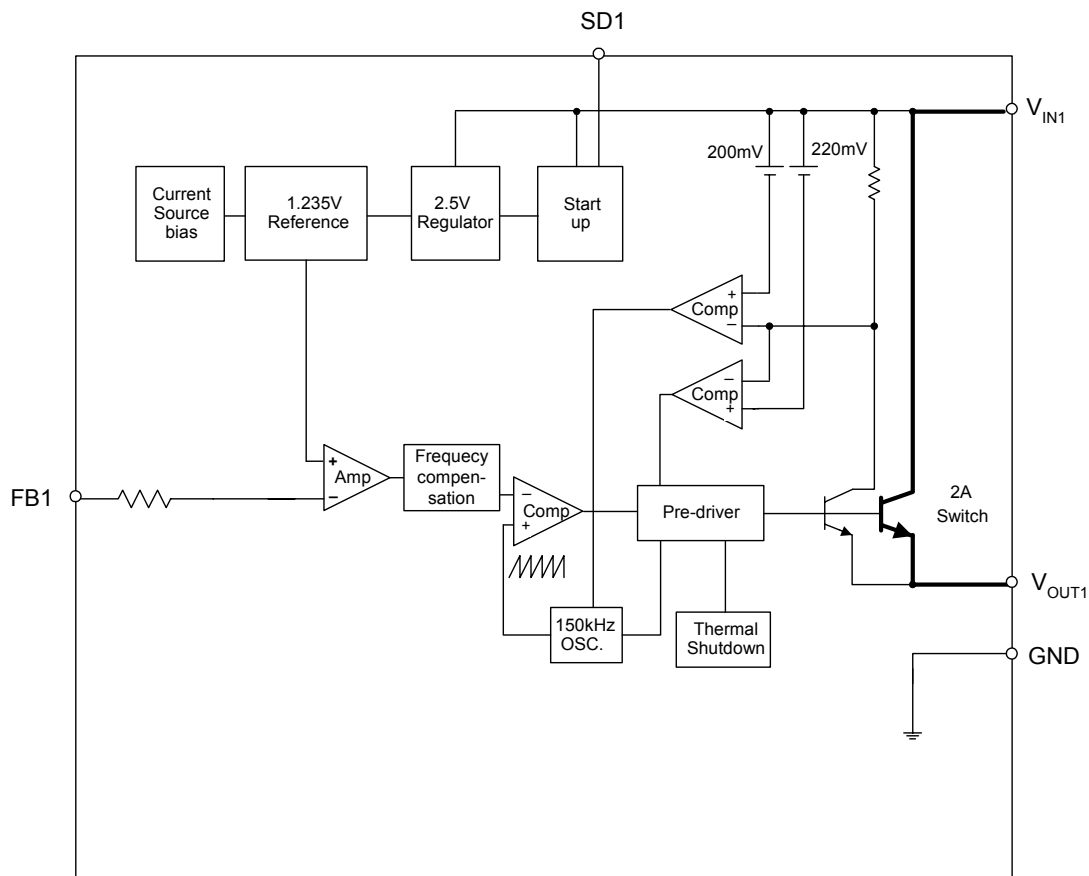 SD1
V_IN1
200mV
220mV
Current
Source
bias
1.235V
Reference
2.5V
Regulator
Start
up
+
Comp
−
−
Comp
+
Frequecy
compen-
sation
+
Amp
−
FB1
−
Comp
+
Pre-driver
2A
Switch
150kHz
OSC.
Thermal
Shutdown
V_OUT1
GND